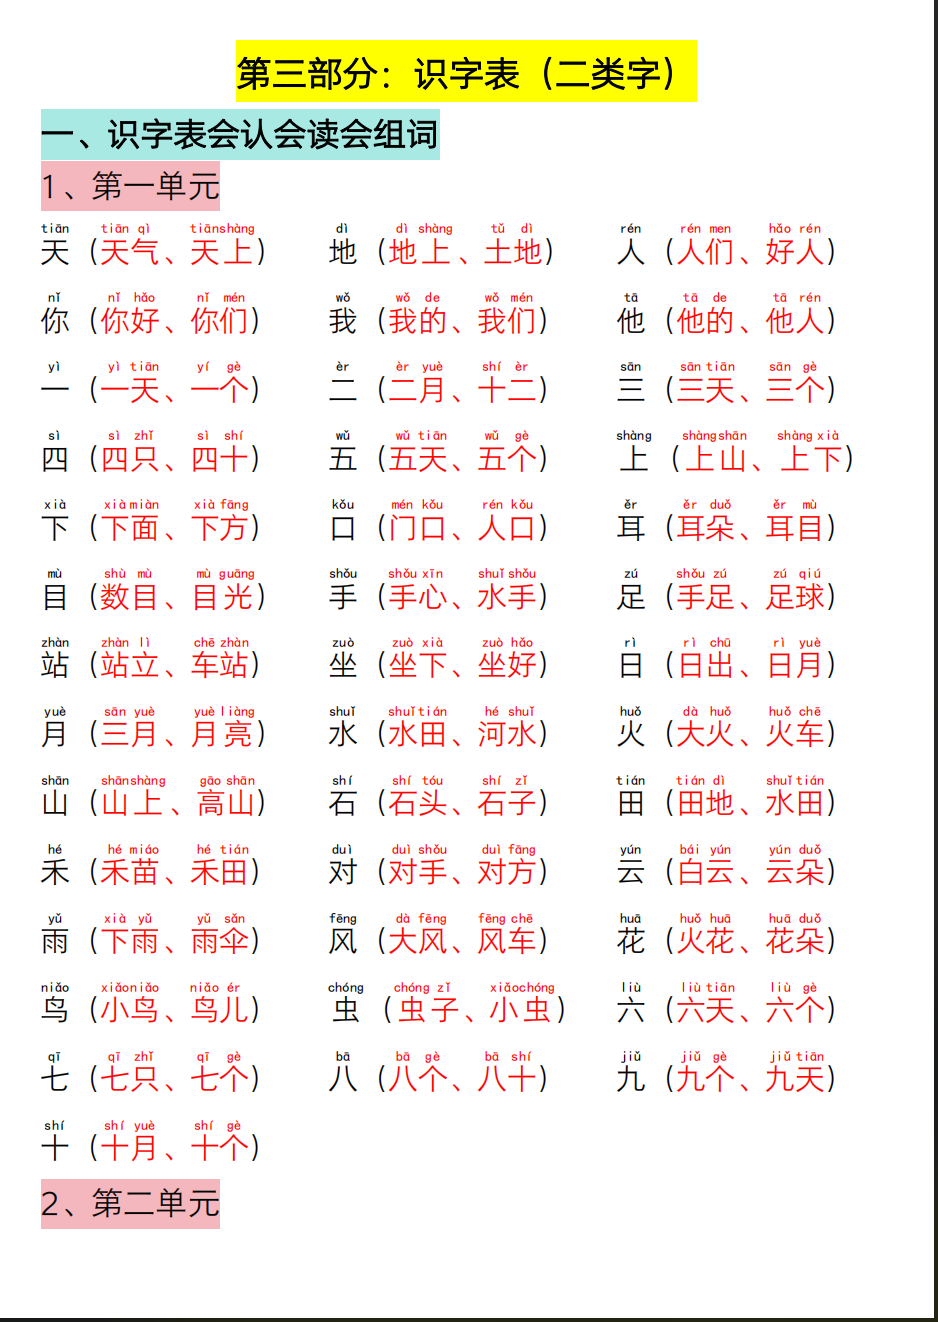 第三部分：识字表（二类字）
一、识字表会认会读会组词
1、第一单元
tiān tiān qì tiānshàng dì dì shàng tǔ dì rén rén men hǎo rén
天（天气、天上） 地（地上、土地） 人（人们、好人）
nǐ nǐ hǎo nǐ mén wǒ wǒ de wǒ mén tā tā de tā rén
你（你好、你们） 我（我的、我们） 他（他的、他人）
yì yì tiān yí gè èr èr yuè shí èr sān sān tiān sān gè
一（一天、一个） 二（二月、十二） 三（三天、三个）
sì sì zhǐ sì shí wǔ wǔ tiān wǔ gè shàng shàng shān shàng xià
四（四只、四十） 五（五天、五个） 上（上山、上下）
xià xià miàn xià fāng kǒu mén kǒu rén kǒu ěr ěr duǒ ěr mù
下（下面、下方） 口（门口、人口） 耳（耳朵、耳目）
mù shù mù mù guāng shǒu shǒu xīn shuǐ shǒu zú shǒu zú zú qiú
目（数目、目光） 手（手心、水手） 足（手足、足球）
zhàn zhàn lì chē zhàn zuò zuò xià zuò hǎo rì rì chū rì yuè
站（站立、车站） 坐（坐下、坐好） 日（日出、日月）
yuè sān yuè yuè liàng shuǐ shuǐ tián hé shuǐ huǒ dà huǒ huǒ chē
月（三月、月亮） 水（水田、河水） 火（大火、火车）
shān shānshàng gāo shān shí shí tóu shí zǐ tián tián dì shuǐ tián
山（山上、高山） 石（石头、石子） 田（田地、水田）
hé hé miáo hé tián duì duì shǒu duì fāng yún bái yún yún duǒ
禾（禾苗、禾田） 对（对手、对方） 云（白云、云朵）
yǔ xià yǔ yǔ sǎn fēng dà fēng fēng chē huā huǒ huā huā duǒ
雨（下雨、雨伞） 风（大风、风车） 花（火花、花朵）
niǎo xiǎoniǎo niǎo ér chóng chóng zǐ xiǎochóng liù liù tiān liù gè
鸟（小鸟、鸟儿） 虫（虫子、小虫） 六（六天、六个）
qī qī zhǐ qī gè bā bā gè bā shí jiǔ jiǔ gè jiǔ tiān
七（七只、七个） 八（八个、八十） 九（九个、九天）
shí shí yuè shí gè
十（十月、十个）
2、第二单元